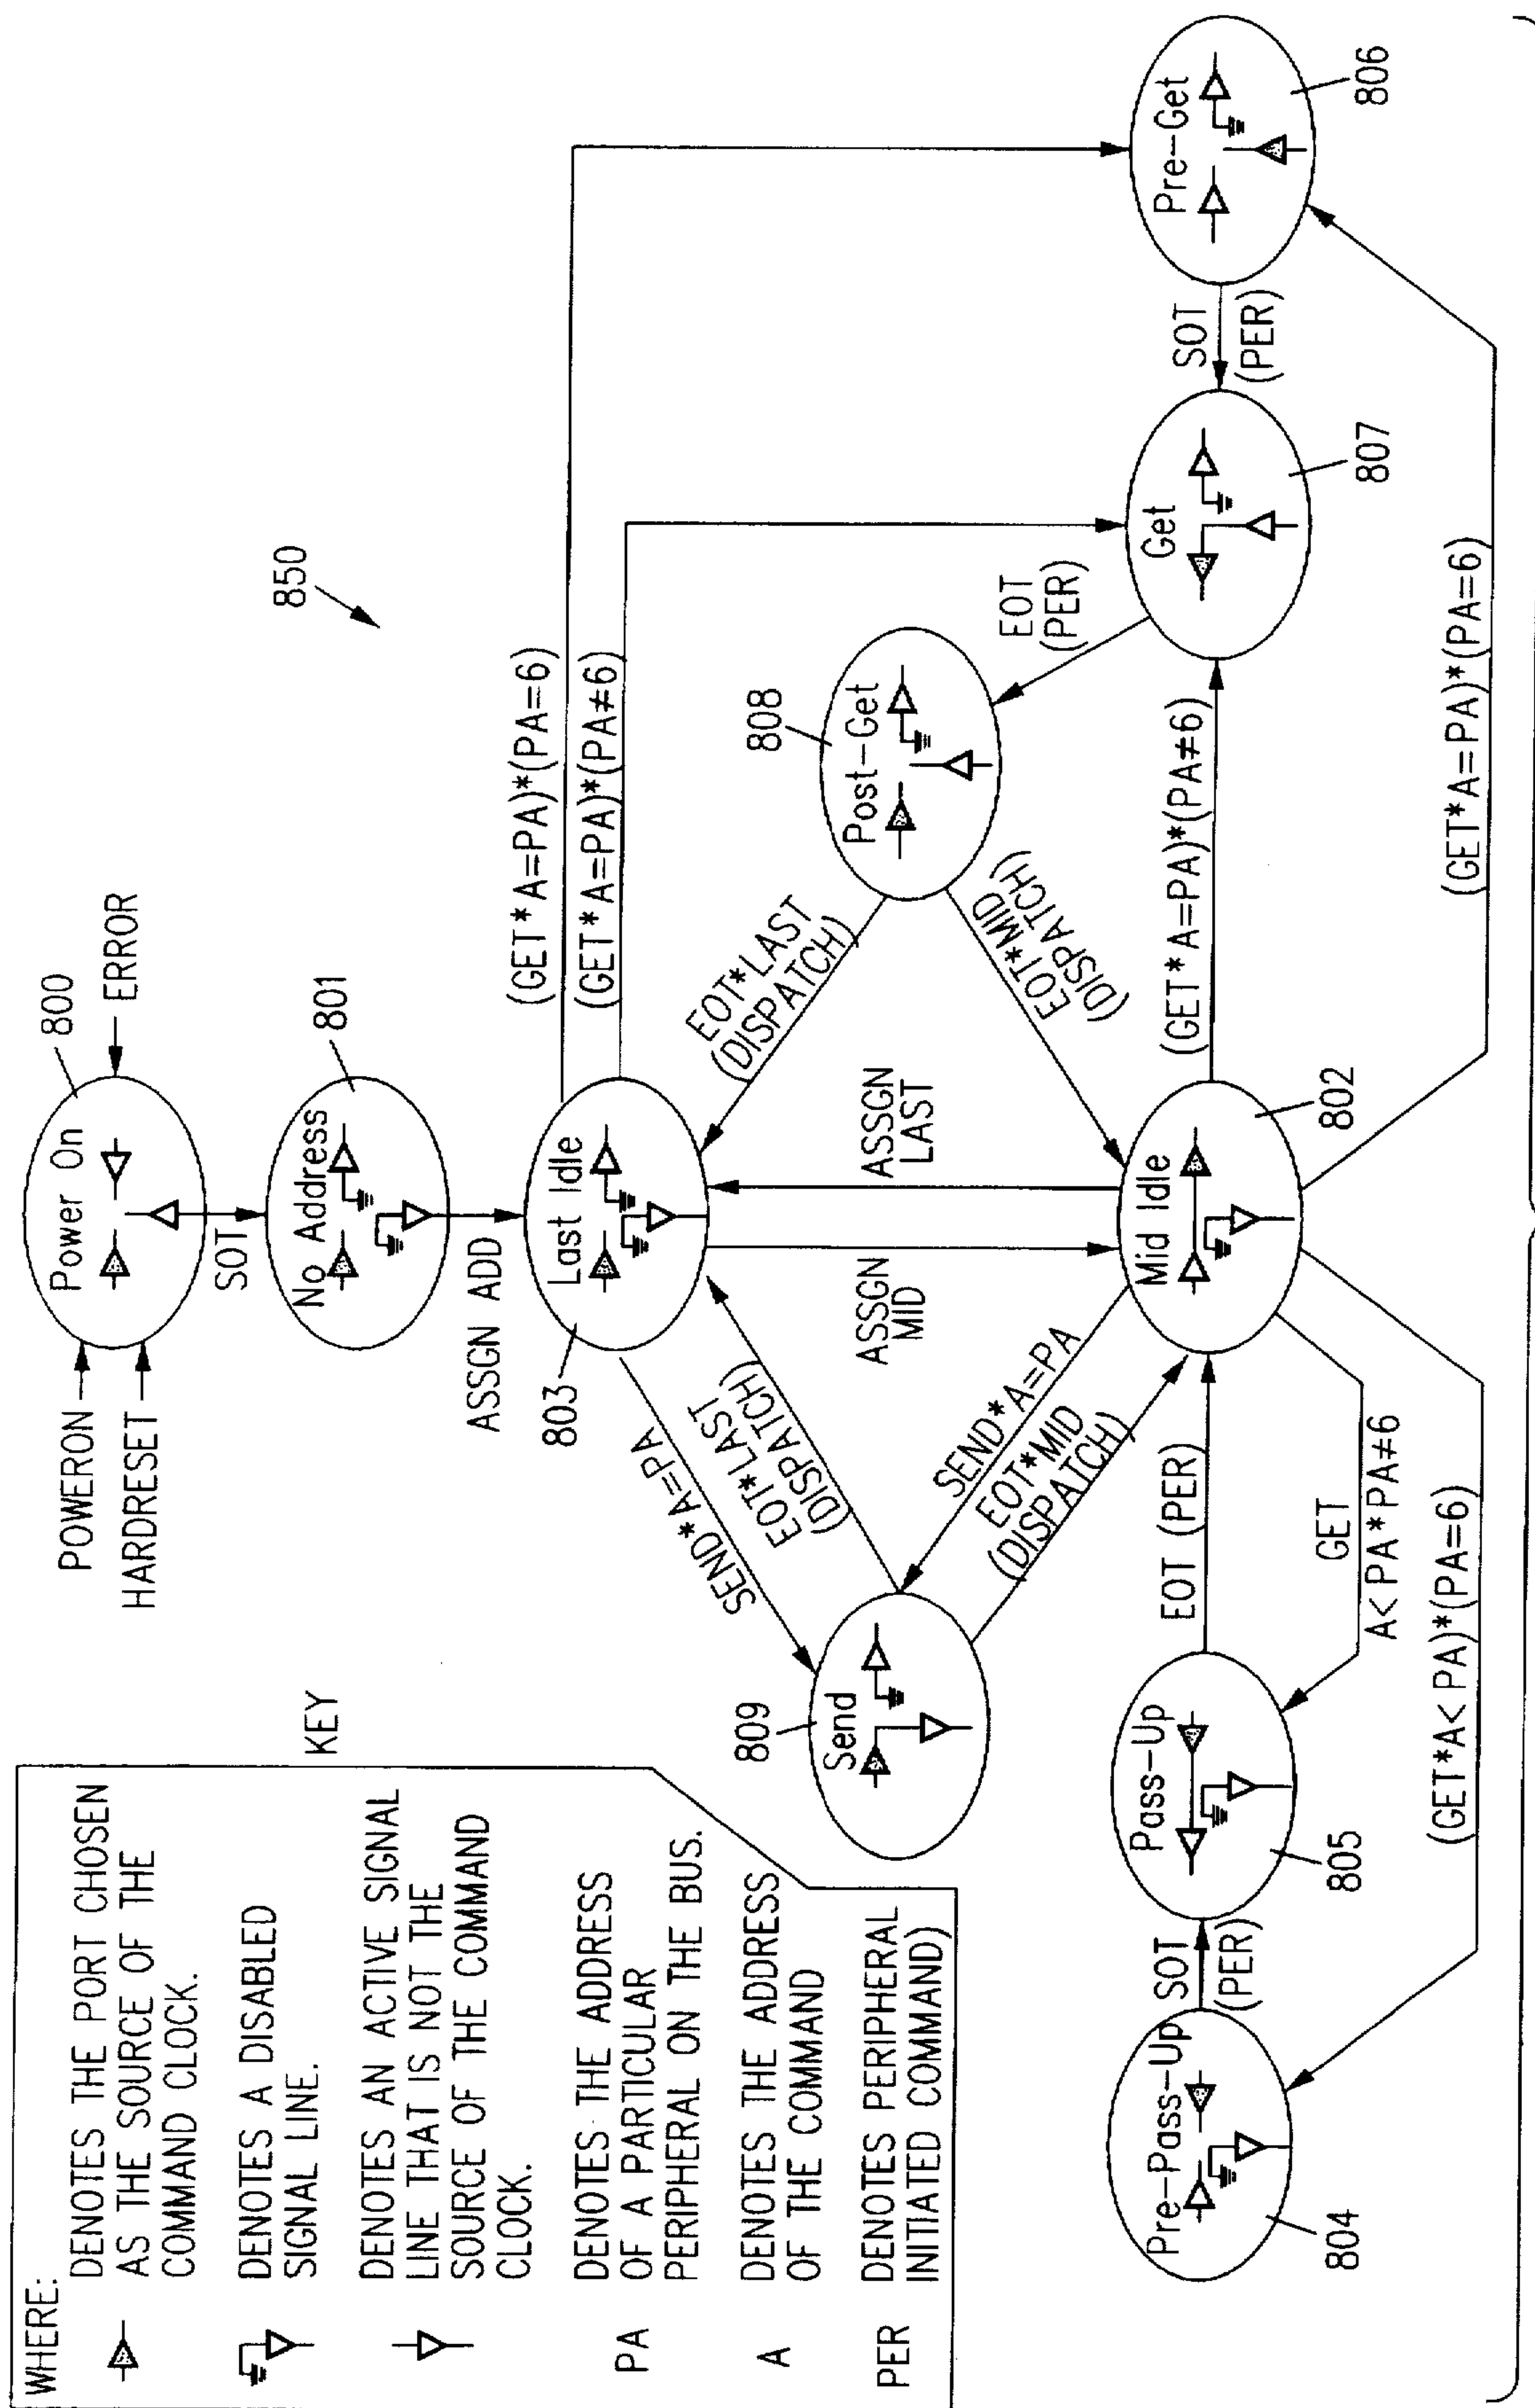 WHERE:
DENOTES THE PORT CHOSEN
AS THE SOURCE OF THE
COMMAND CLOCK.
DENOTES A DISABLED
SIGNAL LINE.
DENOTES AN ACTIVE SIGNAL
LINE THAT IS NOT THE
SOURCE OF THE COMMAND
CLOCK.
PA DENOTES THE ADDRESS
OF A PARTICULAR
PERIPHERAL ON THE BUS.
A DENOTES THE ADDRESS
OF THE COMMAND
PER DENOTES PERIPHERAL
INITIATED COMMAND)
KEY
POWERON
HARDRESET
800
Power On
ERROR
SOT
801
No Address
ASSGN ADD
850
803
Last Idle
(GET*A=PA)*(PA=6)
(GET*A=PA)*(PA≠6)
SEND*A=PA
EOT*LAST
(DISPATCH)
ASSGN
MID
ASSGN
LAST
EOT*LAST
(DISPATCH)
808
Post-Get
EOT*MID
(DISPATCH)
EOT
(PER)
809
Send
SEND*A=PA
EOT*MID
(DISPATCH)
804
Pre-Pass-Up
SOT
(PER)
805
Pass-Up
EOT (PER)
Mid Idle
802
(GET*A=PA)*(PA≠6)
Get
807
SOT
(PER)
Pre-Get
806
GET
A<PA*PA≠6
(GET*A<PA)*(PA=6)
(GET*A=PA)*(PA=6)